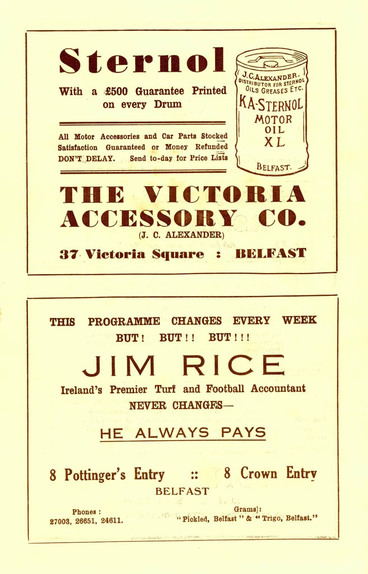 Sternol
With a £500 Guarantee Printed
on every Drum
J.C. ALEXANDER.
DISTRIBUTOR FOR STERNOL
OILS GREASES ETC.
KA-STERNOL
MOTOR
OIL
XL
BELFAST.
All Motor Accessories and Car Parts Stocked
Satisfaction Guaranteed or Money Refunded
DON'T DELAY. Send to-day for Price Lists
THE VICTORIA
ACCESSORY CO.
(J. C. ALEXANDER)
37 Victoria Square : BELFAST
THIS PROGRAMME CHANGES EVERY WEEK
BUT! BUT!! BUT!!!
JIM RICE
Ireland's Premier Turf and Football Accountant
NEVER CHANGES—
HE ALWAYS PAYS
8 Pottinger's Entry :: 8 Crown Entry
BELFAST
Phones : Grams:
27003, 26651, 24611. "Pickled, Belfast" & "Trigo, Belfast."